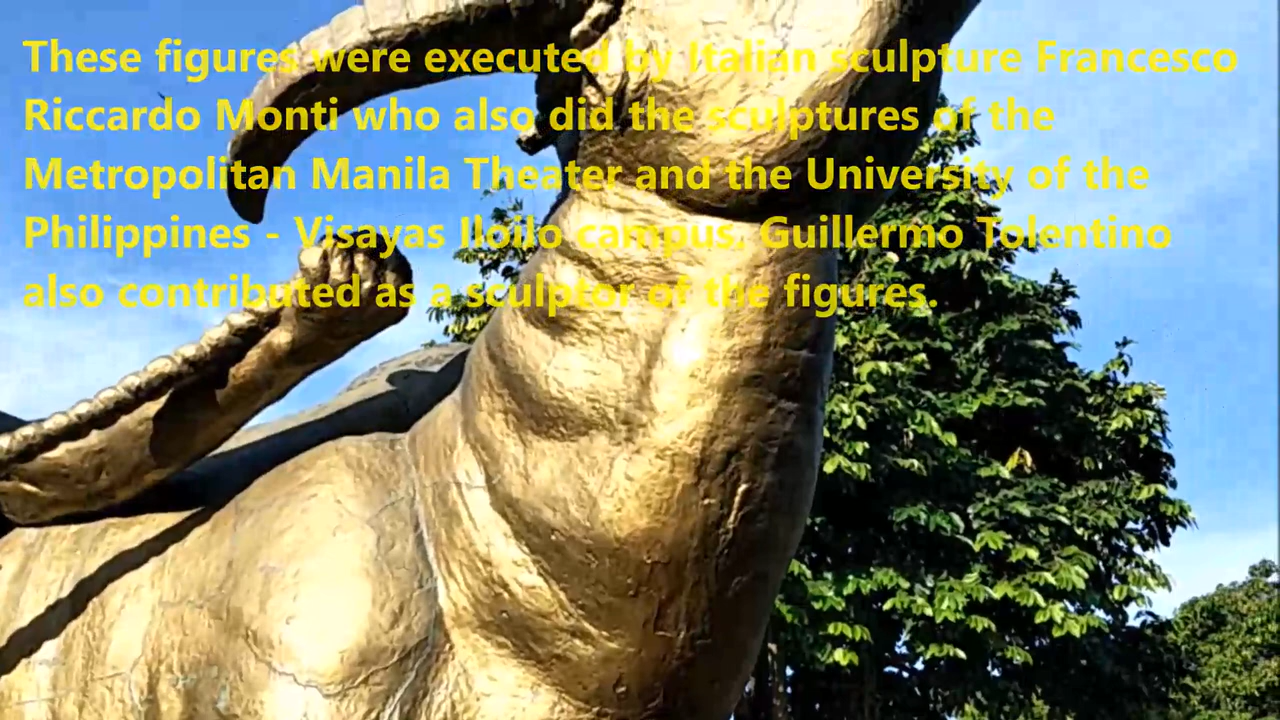 These figures were executed by Italian sculpture Francesco
Riccardo Monti who also did the sculptures of the
Metropolitan Manila Theater and the University of the
Philippines - Visayas Iloilo campus. Guillermo Tolentino
also contributed as a sculptor of the figures.